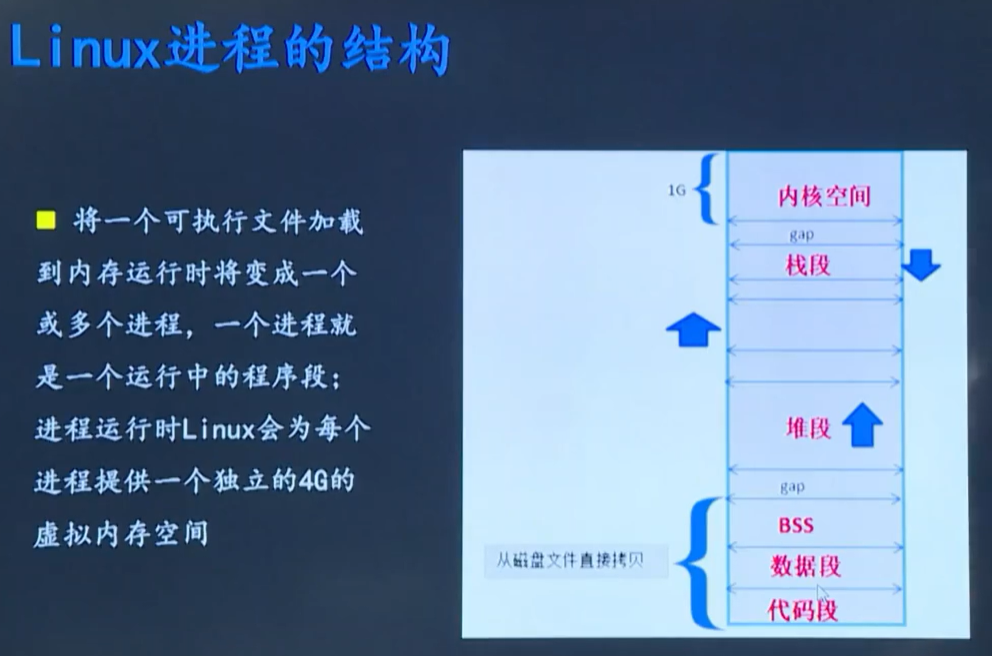 Linux进程的结构
将一个可执行文件加载
到内存运行时将变成一个
或多个进程，一个进程就
是一个运行中的程序段；
进程运行时Linux会为每个
进程提供一个独立的4G的
虚拟内存空间
1G
内核空间
gap
栈段
堆段
gap
BSS
从磁盘文件直接拷贝
数据段
代码段